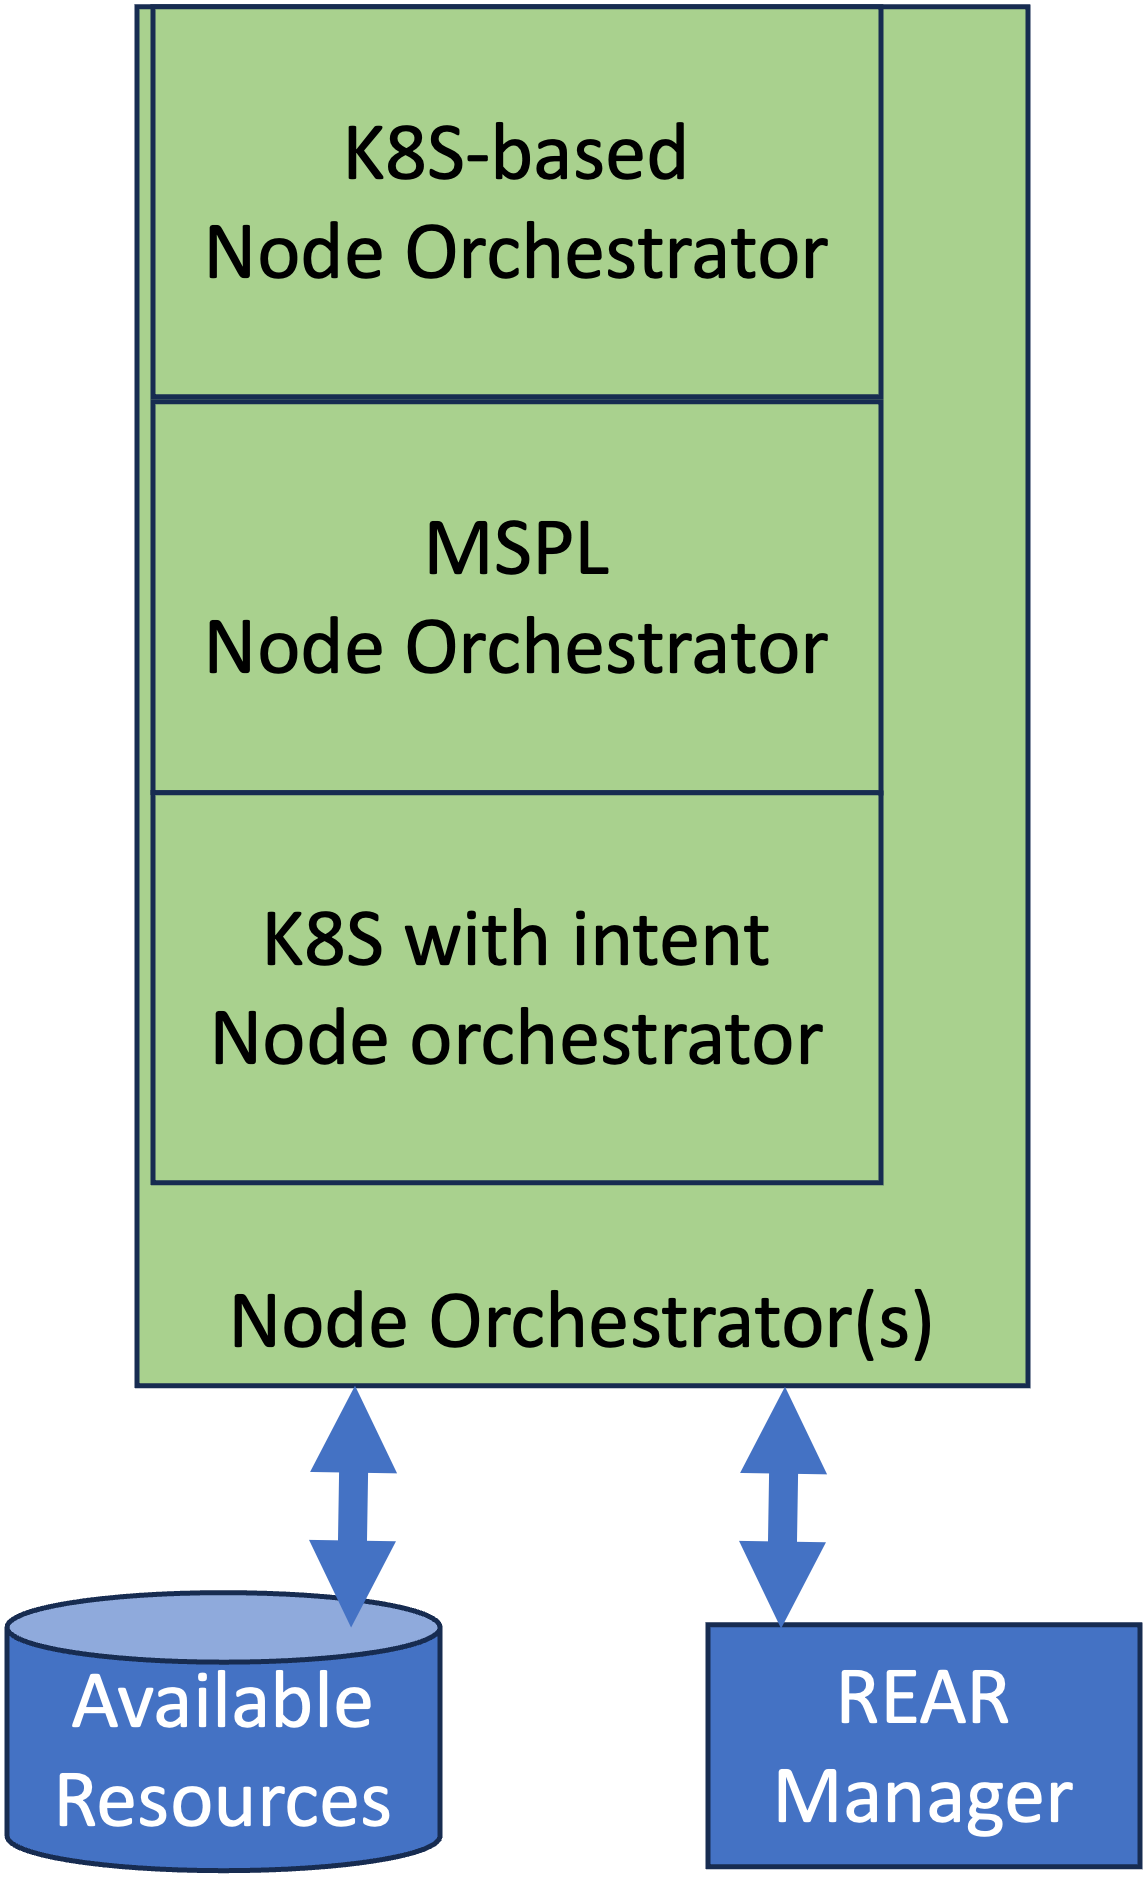 K8S-based
Node Orchestrator
MSPL
Node Orchestrator
K8S with intent
Node orchestrator
Node Orchestrator(s)
Available
Resources
REAR
Manager